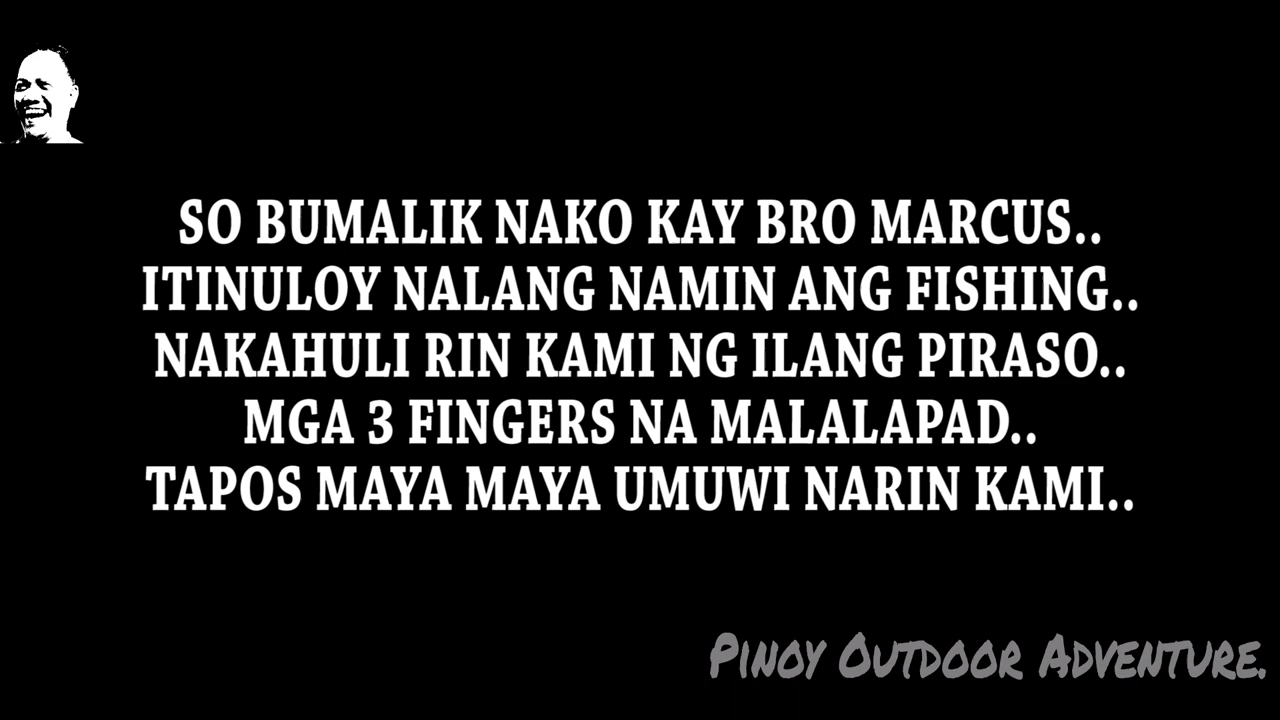 SO BUMALIK NAKO KAY BRO MARCUS..
ITINULOY NALANG NAMIN ANG FISHING..
NAKAHULI RIN KAMI NG ILANG PIRASO..
MGA 3 FINGERS NA MALALAPAD..
TAPOS MAYA MAYA UMUWI NARIN KAMI..
PINOY OUTDOOR ADVENTURE.